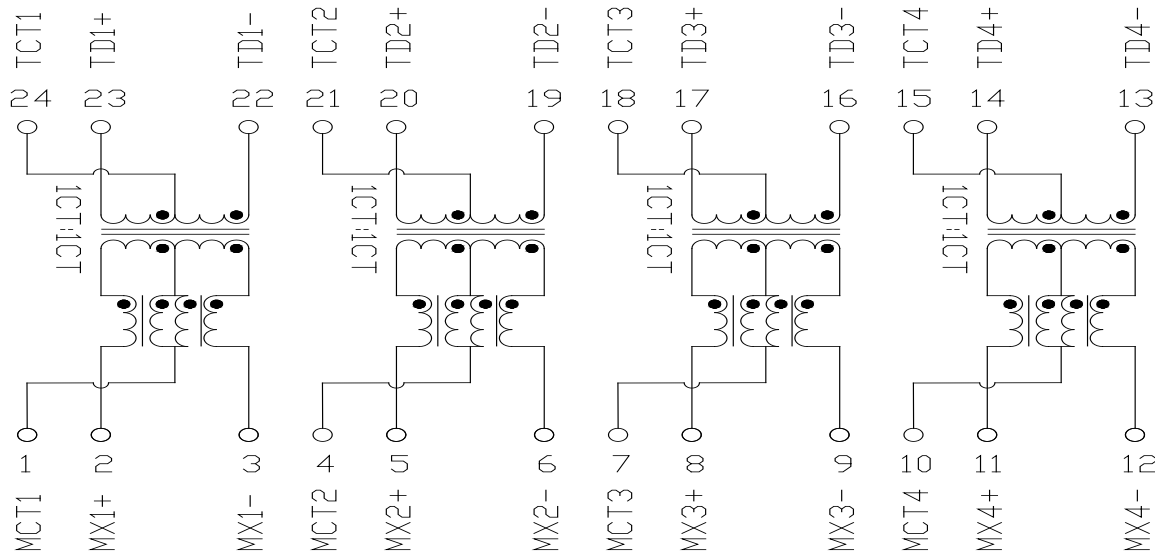 TCT1 TD1+ TD1- TCT2 TD2+ TD2- TCT3 TD3+ TD3- TCT4 TD4+ TD4-
24 23 22 21 20 19 18 17 16 15 14 13
1CT:1CT 1CT:1CT 1CT:1CT 1CT:1CT
1 2 3 4 5 6 7 8 9 10 11 12
MCT1 MX1+ MX1- MCT2 MX2+ MX2- MCT3 MX3+ MX3- MCT4 MX4+ MX4-